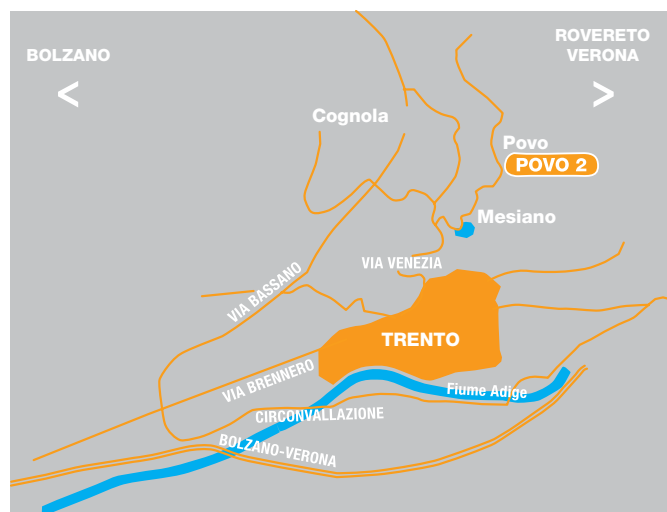 BOLZANO
<
ROVERETO
VERONA
>
Cognola
Povo
POVO 2
Mesiano
VIA VENEZIA
VIA BASSANO
TRENTO
VIA BRENNERO
Fiume Adige
CIRCONVALLAZIONE
BOLZANO-VERONA